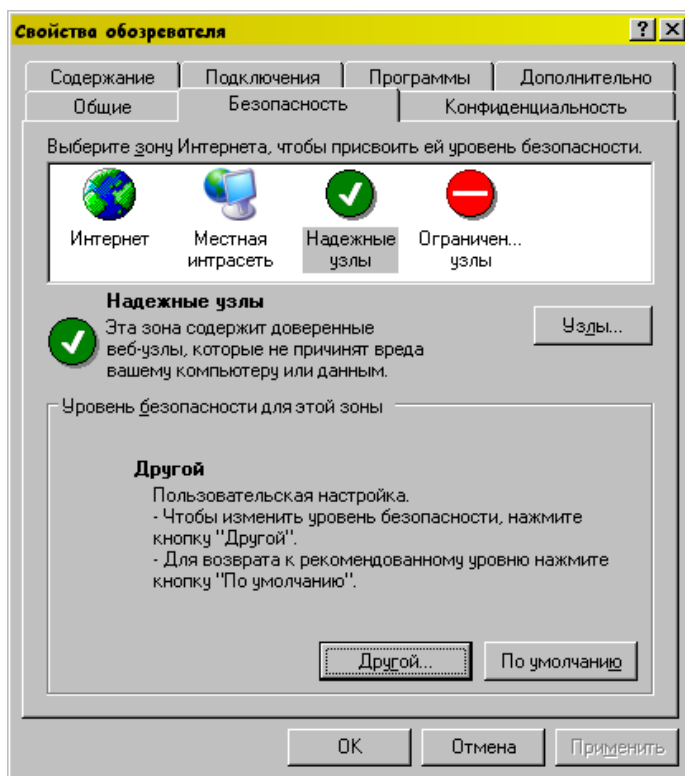 Свойства обозревателя
Содержание Подключения Программы Дополнительно
Общие Безопасность Конфиденциальность
Выберите зону Интернета, чтобы присвоить ей уровень безопасности.
Интернет Местная Надежные Ограничен...
интрасеть узлы узлы
Надежные узлы
Эта зона содержит доверенные
веб-узлы, которые не причинят вреда
вашему компьютеру или данным.
Узлы...
Уровень безопасности для этой зоны
Другой
Пользовательская настройка.
- Чтобы изменить уровень безопасности, нажмите
кнопку "Другой".
- Для возврата к рекомендованному уровню нажмите
кнопку "По умолчанию".
Другой... По умолчанию
OK Отмена Применить